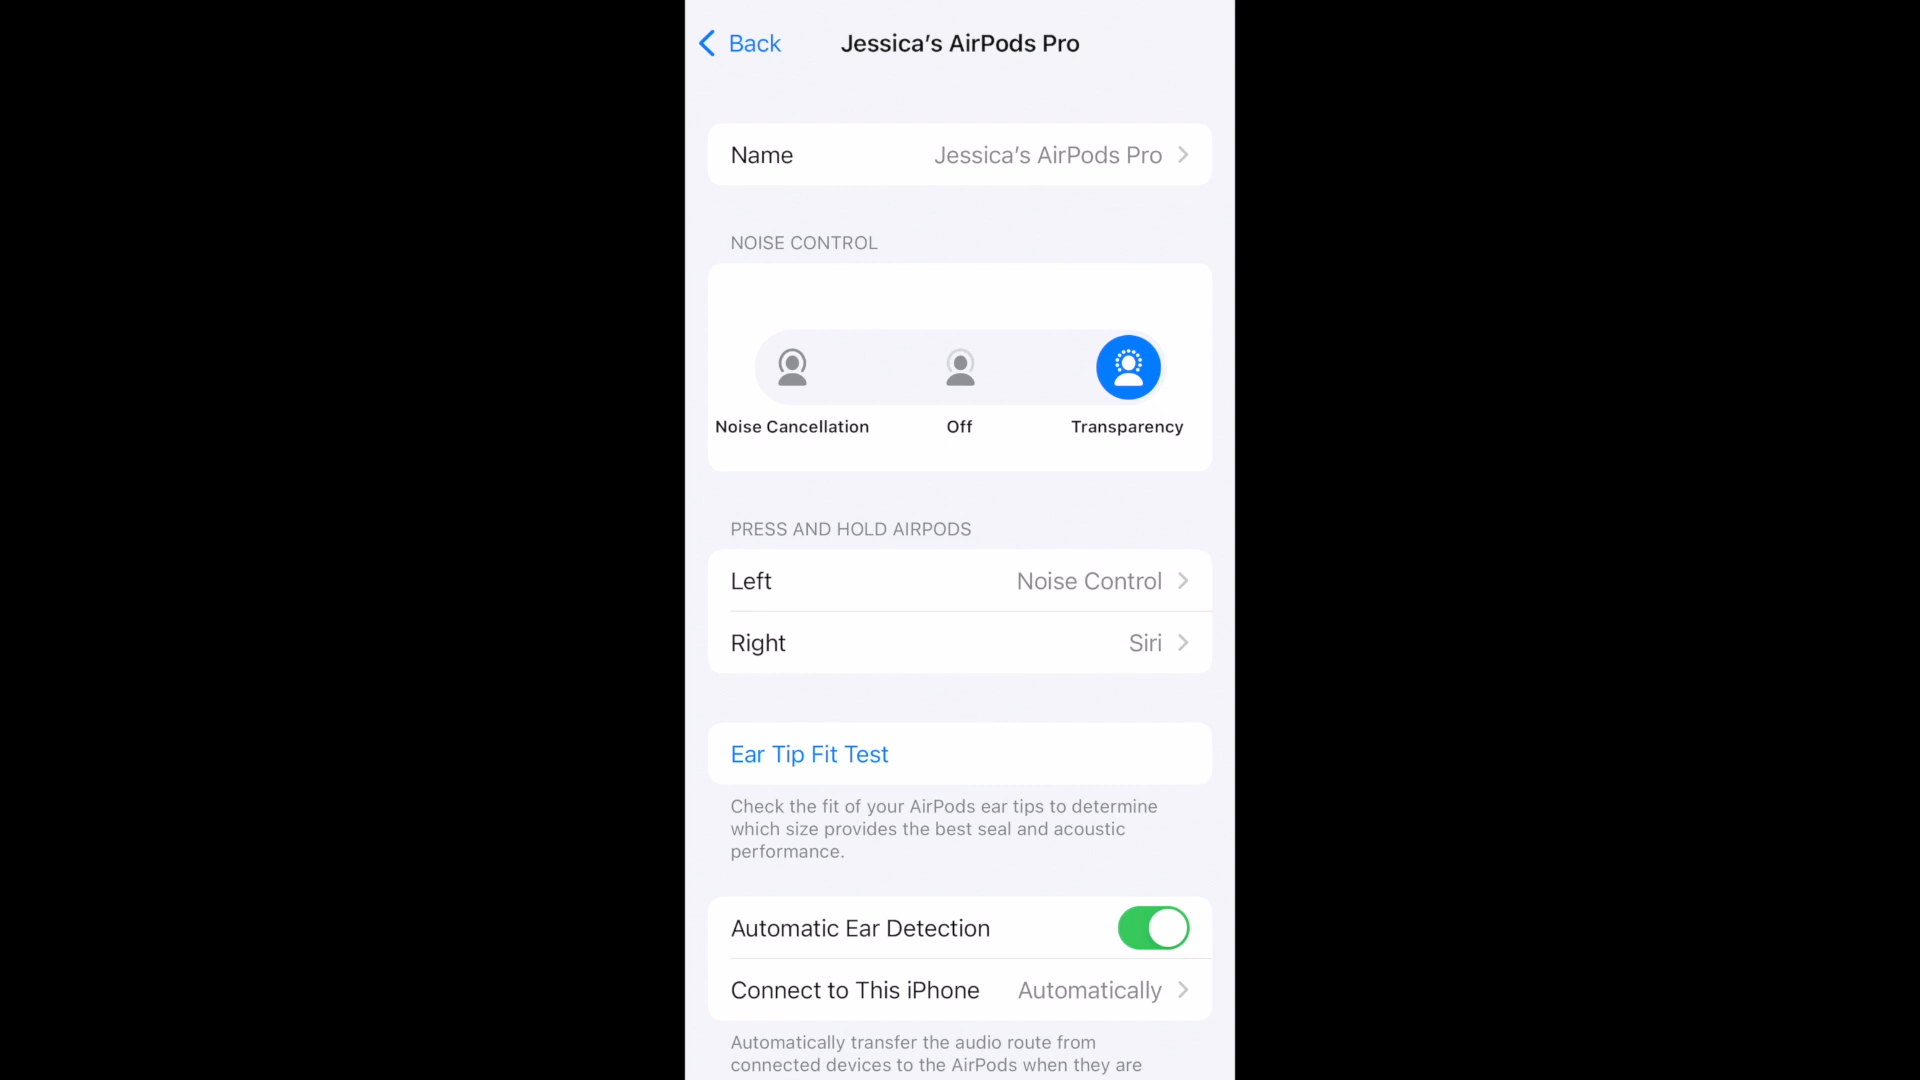 Back
Jessica’s AirPods Pro
Name
Jessica’s AirPods Pro
NOISE CONTROL
Noise Cancellation
Off
Transparency
PRESS AND HOLD AIRPODS
Left
Noise Control
Right
Siri
Ear Tip Fit Test
Check the fit of your AirPods ear tips to determine
which size provides the best seal and acoustic
performance.
Automatic Ear Detection
Connect to This iPhone
Automatically
Automatically transfer the audio route from
connected devices to the AirPods when they are